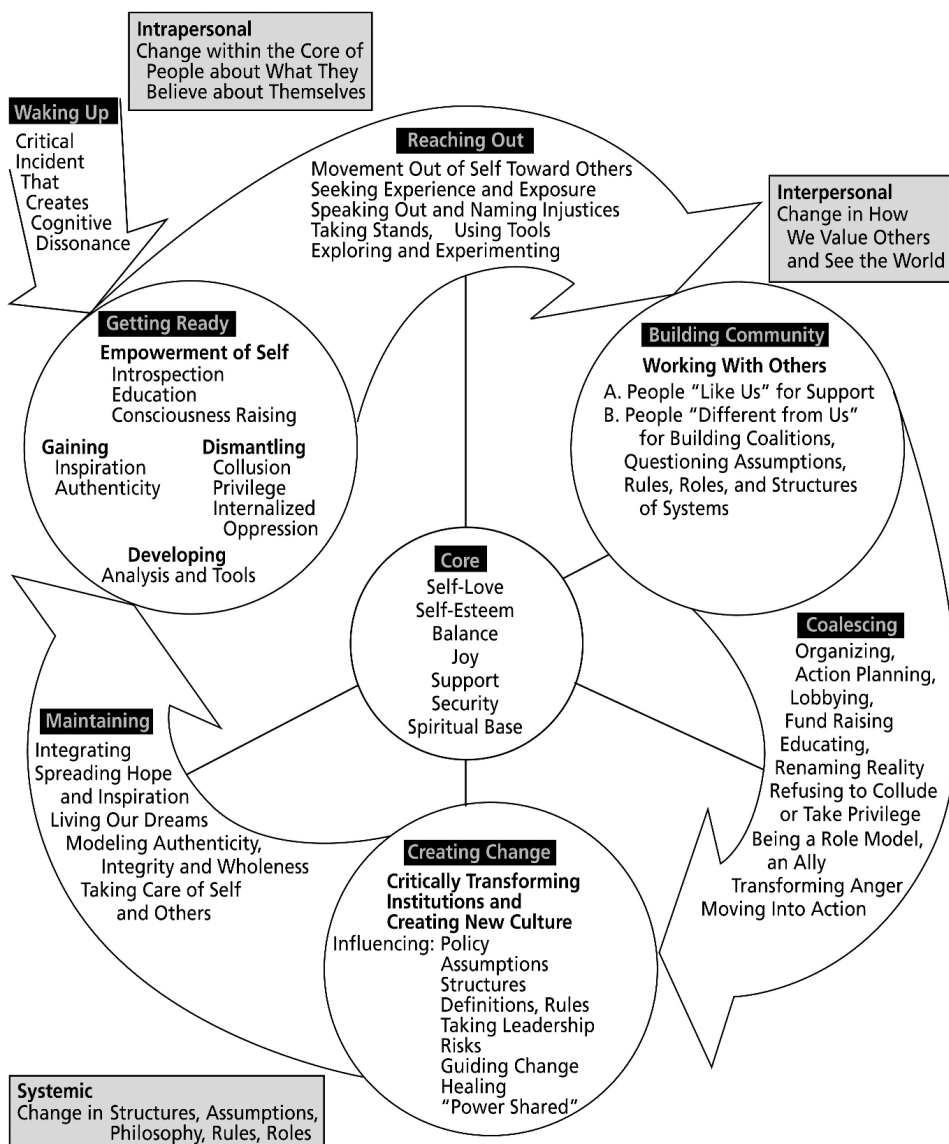 Intrapersonal
Change within the Core of
People about What They
Believe about Themselves
Waking Up
Critical
Incident
That
Creates
Cognitive
Dissonance
Reaching Out
Movement Out of Self Toward Others
Seeking Experience and Exposure
Speaking Out and Naming Injustices
Taking Stands, Using Tools
Exploring and Experimenting
Interpersonal
Change in How
We Value Others
and See the World
Getting Ready
Empowerment of Self
Introspection
Education
Consciousness Raising
Gaining
Inspiration
Authenticity
Dismantling
Collusion
Privilege
Internalized
Oppression
Developing
Analysis and Tools
Building Community
Working With Others
A. People “Like Us” for Support
B. People “Different from Us”
for Building Coalitions,
Questioning Assumptions,
Rules, Roles, and Structures
of Systems
Core
Self-Love
Self-Esteem
Balance
Joy
Support
Security
Spiritual Base
Coalescing
Organizing,
Action Planning,
Lobbying,
Fund Raising
Educating,
Renaming Reality
Refusing to Collude
or Take Privilege
Being a Role Model,
an Ally
Transforming Anger
Moving Into Action
Maintaining
Integrating
Spreading Hope
and Inspiration
Living Our Dreams
Modeling Authenticity,
Integrity and Wholeness
Taking Care of Self
and Others
Creating Change
Critically Transforming
Institutions and
Creating New Culture
Influencing: Policy
Assumptions
Structures
Definitions, Rules
Taking Leadership
Risks
Guiding Change
Healing
“Power Shared”
Systemic
Change in Structures, Assumptions,
Philosophy, Rules, Roles